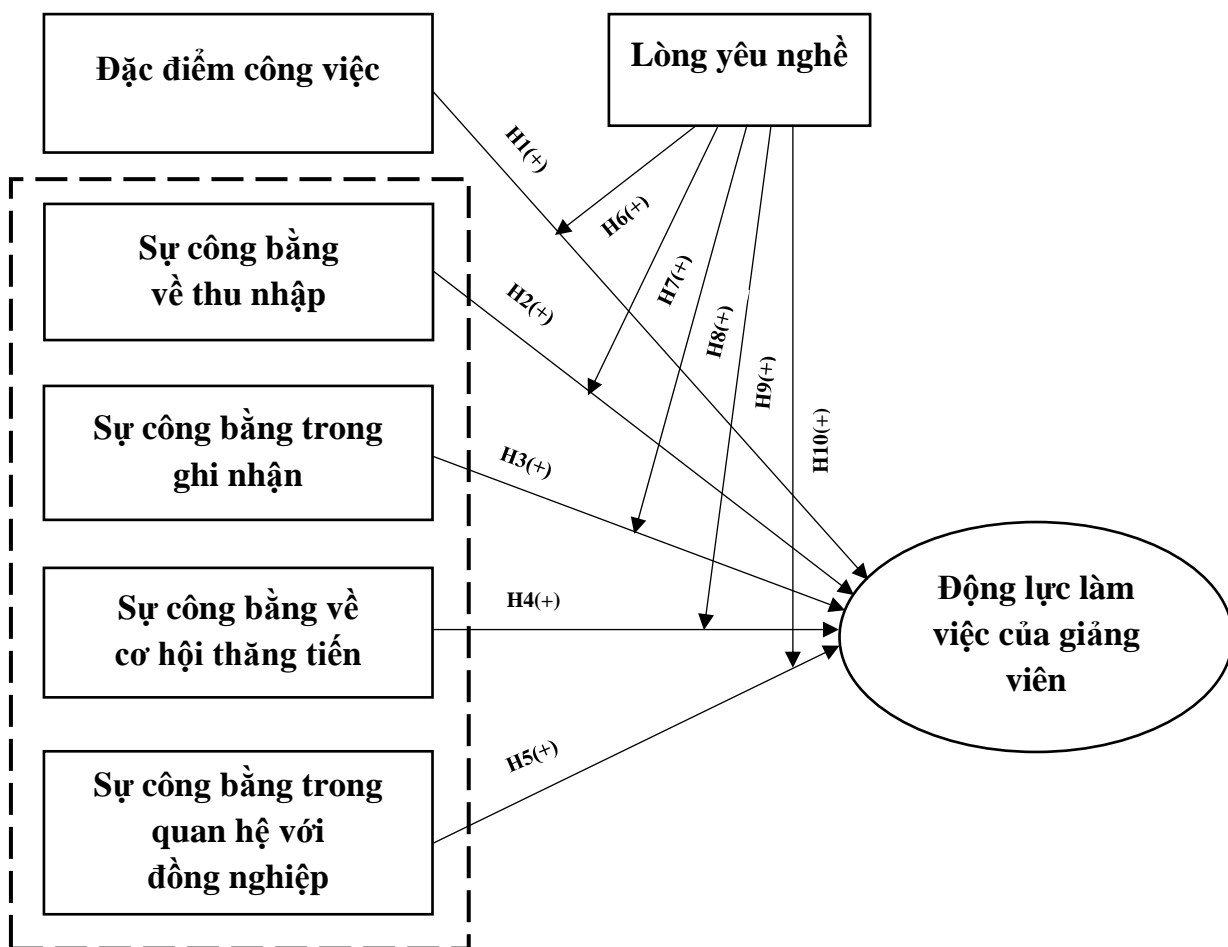 Đặc điểm công việc
Lòng yêu nghề
H1(+)
H6(+)
Sự công bằng
về thu nhập
H2(+)
H7(+)
H8(+)
H9(+)
H10(+)
Sự công bằng trong
ghi nhận
H3(+)
Sự công bằng về
cơ hội thăng tiến
H4(+)
Động lực làm
việc của giảng
viên
Sự công bằng trong
quan hệ với
đồng nghiệp
H5(+)